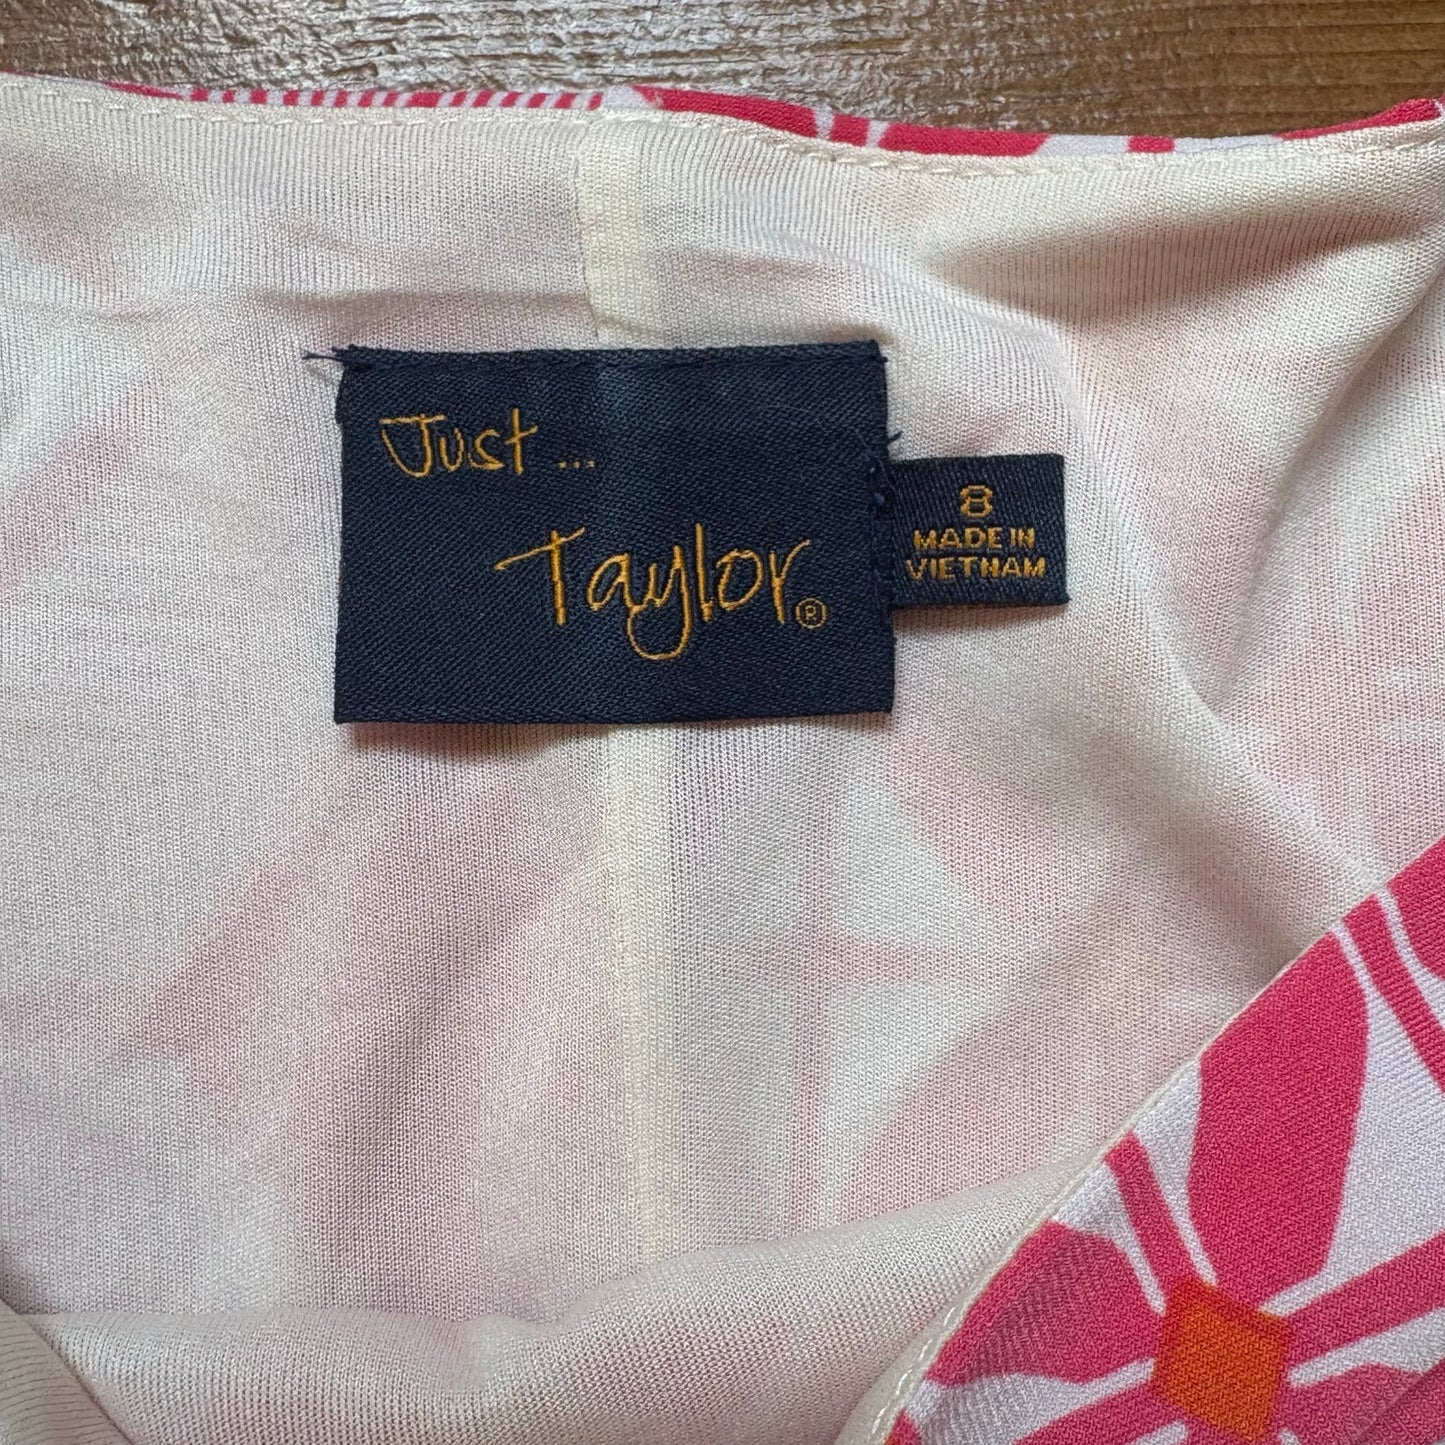 Just ...
Taylor®
8
MADE IN
VIETNAM